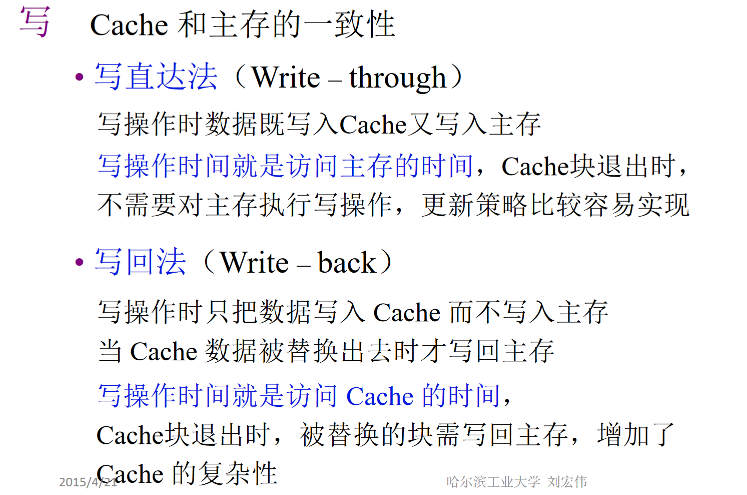 写 Cache 和主存的一致性
• 写直达法（Write – through）
写操作时数据既写入Cache又写入主存
写操作时间就是访问主存的时间，Cache块退出时，
不需要对主存执行写操作，更新策略比较容易实现
• 写回法（Write – back）
写操作时只把数据写入 Cache 而不写入主存
当 Cache 数据被替换出去时才写回主存
写操作时间就是访问 Cache 的时间，
Cache块退出时，被替换的块需写回主存，增加了
Cache 的复杂性
2015/4/21
哈尔滨工业大学 刘宏伟